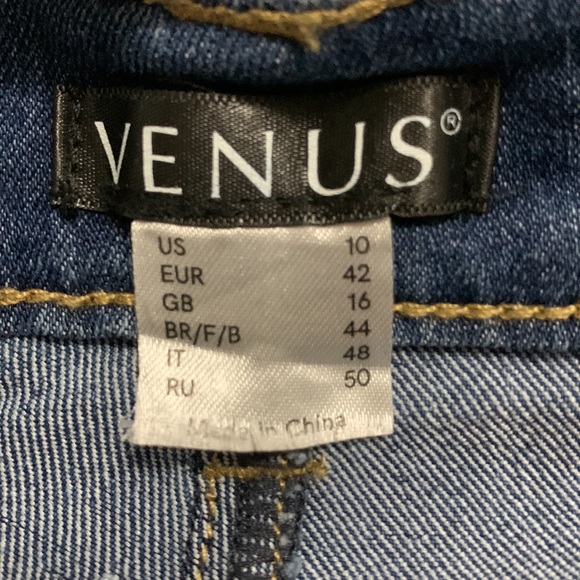 VENUS®
US 10
EUR 42
GB 16
BR/F/B 44
IT 48
RU 50
Made in China